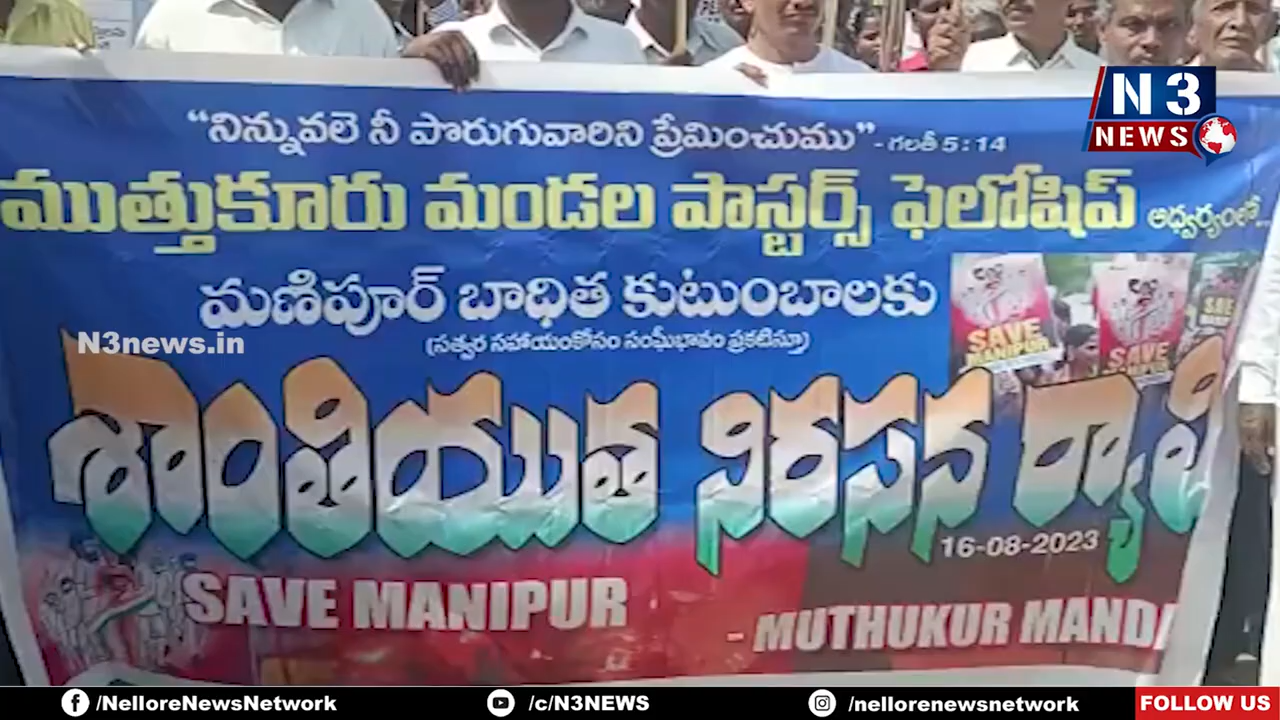 N3
NEWS
"నిన్నువలె నీ పొరుగువారిని ప్రేమించుము" - గలతీ 5 : 14
ముత్తుకూరు మండల పాస్టర్స్ ఫెలోషిప్ ఆధ్వర్యంలో..
మణిపూర్ బాధిత కుటుంబాలకు
(సత్వర సహాయంకోసం సంఘీభావం ప్రకటిస్తూ)
SAVE
MANIPUR
SAVE
N3news.in
శాంతియుత నిరసన ర్యాలీ
16-08-2023
SAVE MANIPUR
- MUTHUKUR MANDA
/NelloreNewsNetwork
/c/N3NEWS
/nellorenewsnetwork
FOLLOW US